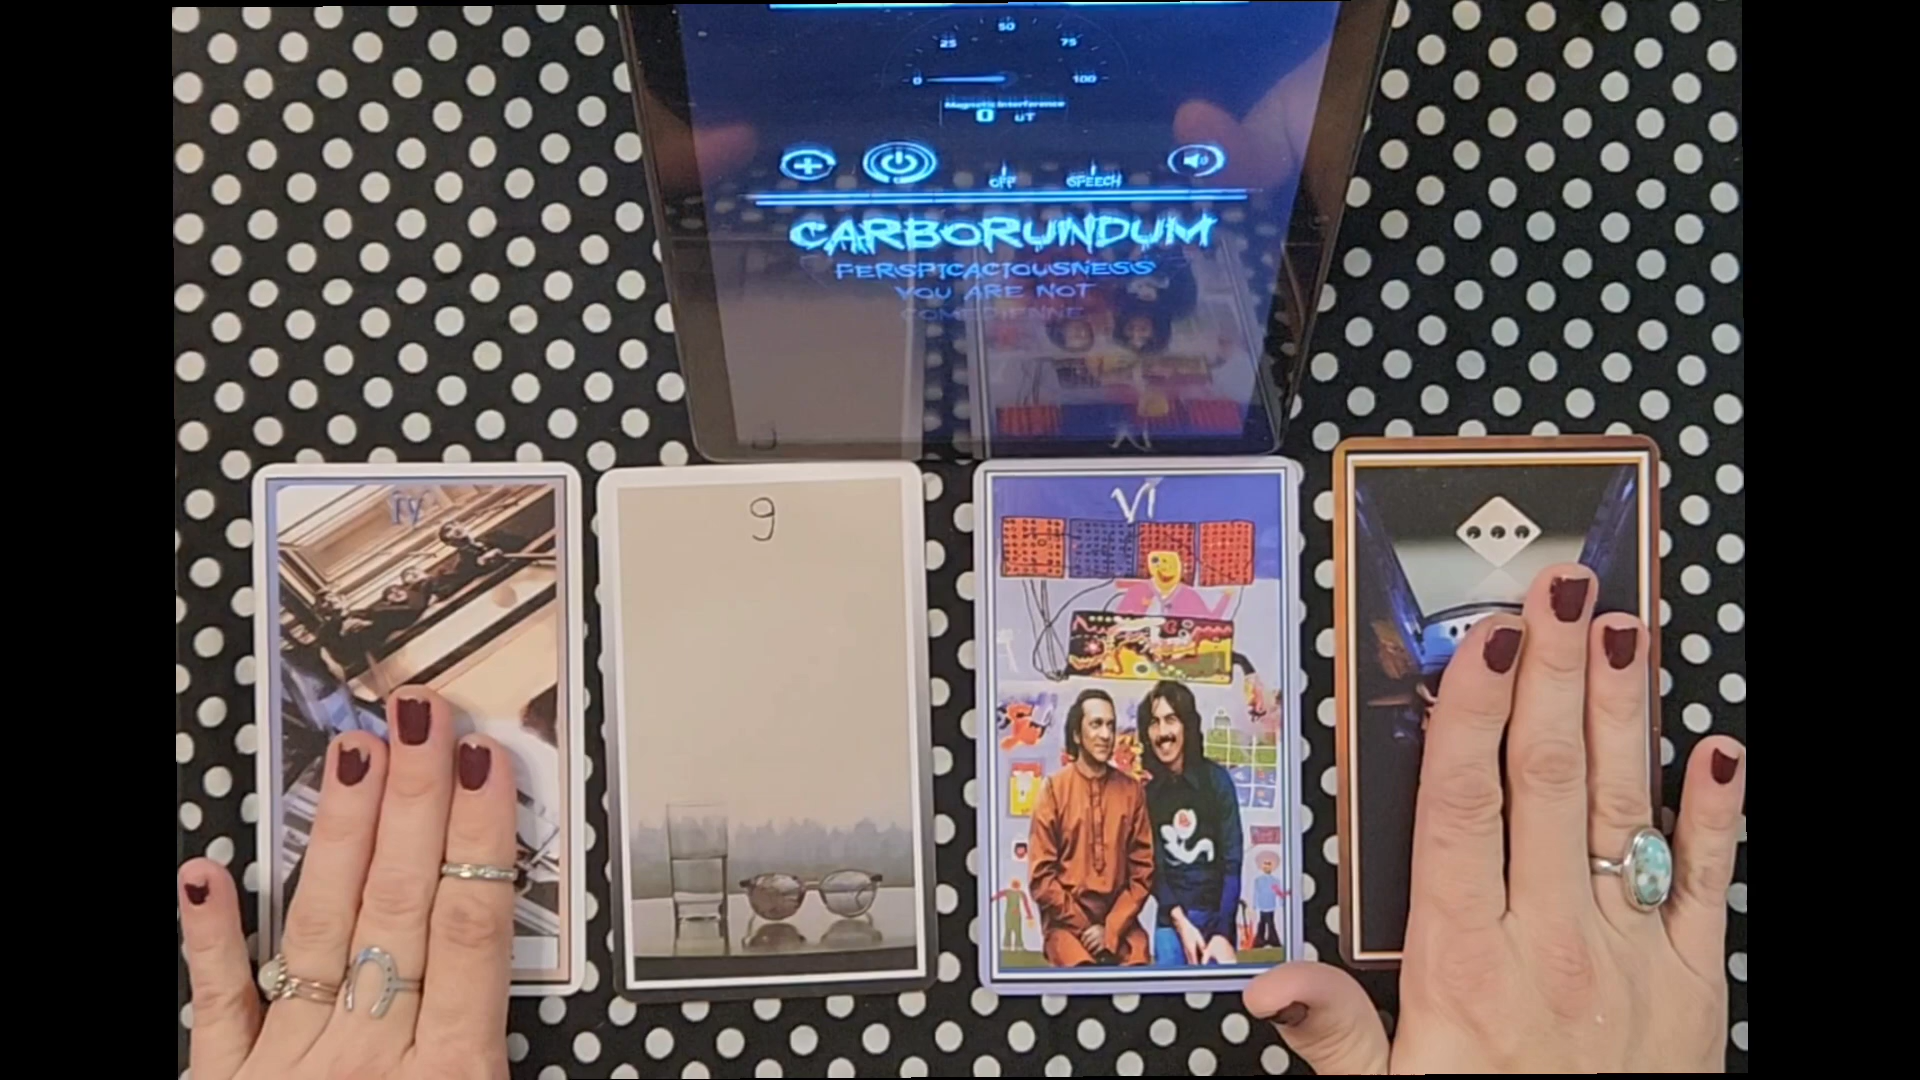 50
25 75
0 100
Magnetic Interference
0 uT
OFF SPEECH
CARBORUNDUM
PERSPICACIOUSNESS
YOU ARE NOT
COMEDIENNE
IV
9
VI